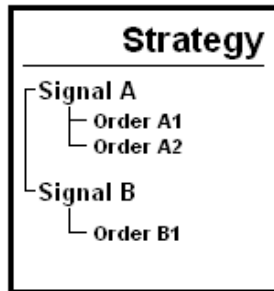 Strategy
Signal A
Order A1
Order A2
Signal B
Order B1